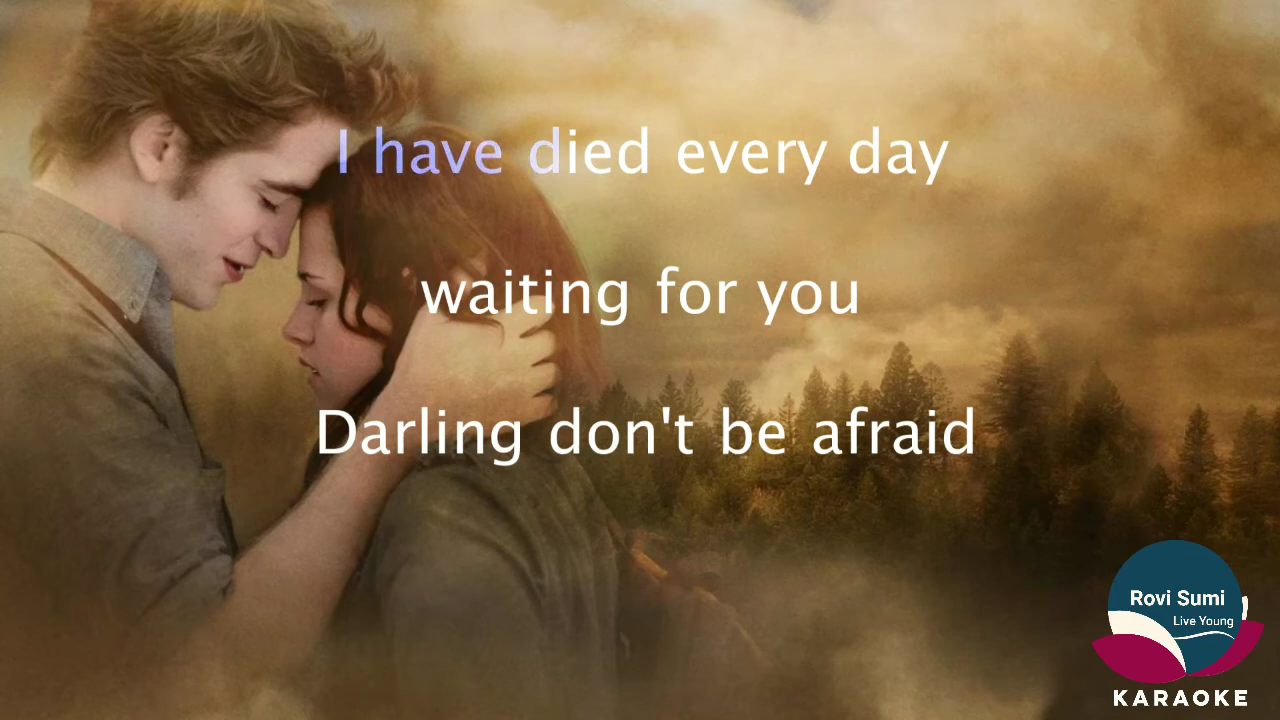 I have died every day
waiting for you
Darling don't be afraid
Rovi Sumi
Live Young
KARAOKE